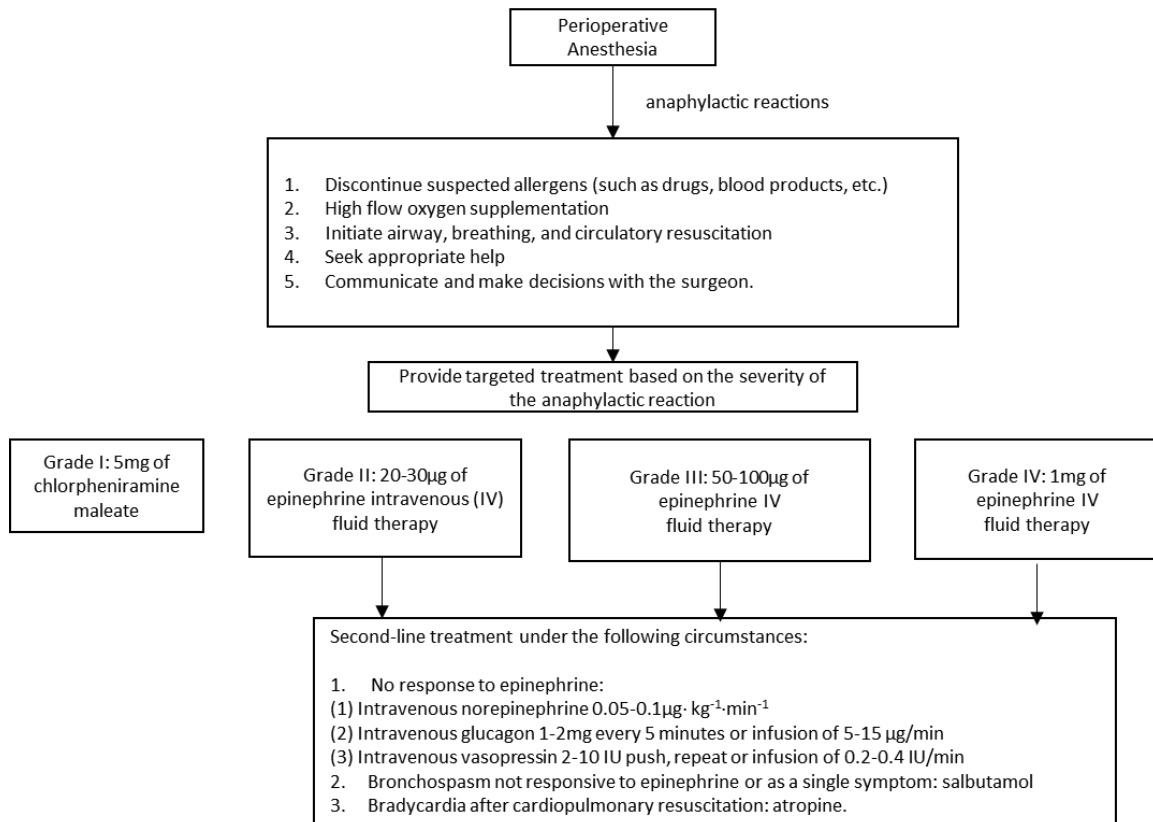 Perioperative
Anesthesia
anaphylactic reactions
1. Discontinue suspected allergens (such as drugs, blood products, etc.)
2. High flow oxygen supplementation
3. Initiate airway, breathing, and circulatory resuscitation
4. Seek appropriate help
5. Communicate and make decisions with the surgeon.
Provide targeted treatment based on the severity of
the anaphylactic reaction
Grade I: 5mg of
chlorpheniramine
maleate
Grade II: 20-30µg of
epinephrine intravenous (IV)
fluid therapy
Grade III: 50-100µg of
epinephrine IV
fluid therapy
Grade IV: 1mg of
epinephrine IV
fluid therapy
Second-line treatment under the following circumstances:
1. No response to epinephrine:
(1) Intravenous norepinephrine 0.05-0.1µg· kg⁻¹·min⁻¹
(2) Intravenous glucagon 1-2mg every 5 minutes or infusion of 5-15 µg/min
(3) Intravenous vasopressin 2-10 IU push, repeat or infusion of 0.2-0.4 IU/min
2. Bronchospasm not responsive to epinephrine or as a single symptom: salbutamol
3. Bradycardia after cardiopulmonary resuscitation: atropine.